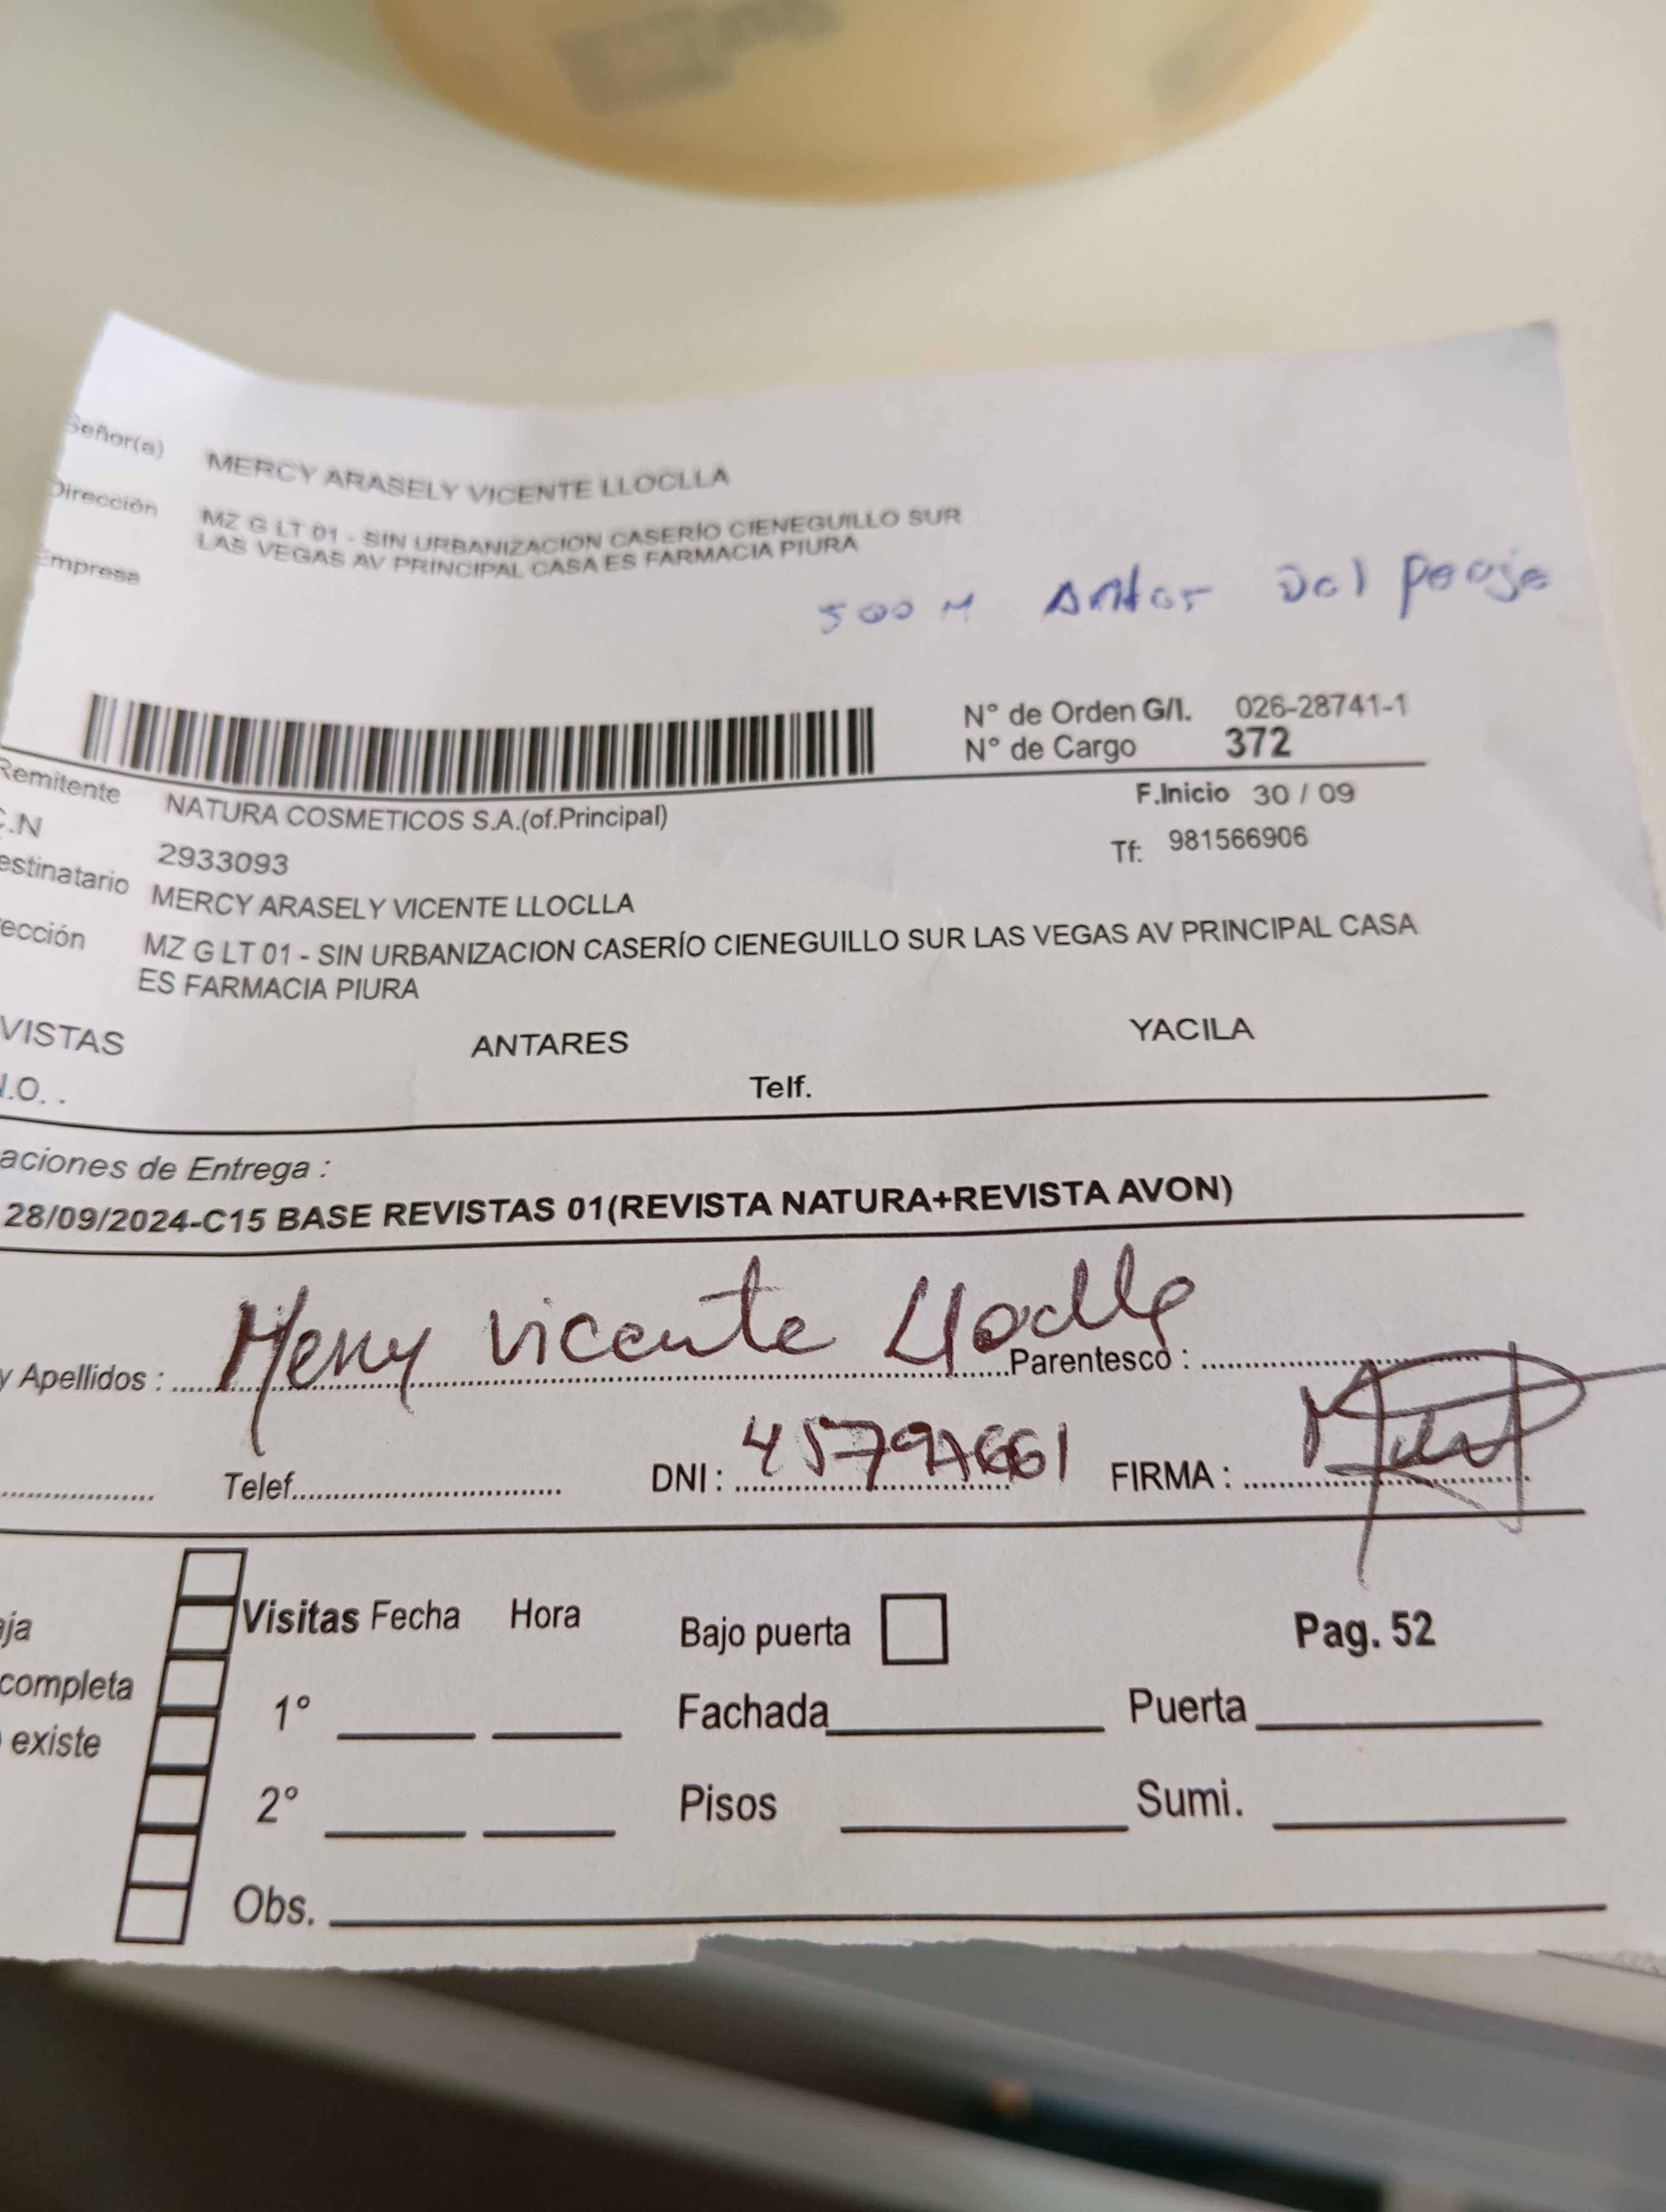 Señor(a) MERCY ARASELY VICENTE LLOCLLA
Dirección MZ G LT 01 - SIN URBANIZACION CASERÍO CIENEGUILLO SUR
LAS VEGAS AV PRINCIPAL CASA ES FARMACIA PIURA
Empresa
500 M Antes Del peaje
N° de Orden G/I. 026-28741-1
N° de Cargo 372
Remitente NATURA COSMETICOS S.A.(of.Principal) F.Inicio 30 / 09
C.N 2933093 Tf: 981566906
estinatario MERCY ARASELY VICENTE LLOCLLA
ección MZ G LT 01 - SIN URBANIZACION CASERÍO CIENEGUILLO SUR LAS VEGAS AV PRINCIPAL CASA
ES FARMACIA PIURA
VISTAS ANTARES YACILA
I.O. . Telf.
aciones de Entrega :
28/09/2024-C15 BASE REVISTAS 01(REVISTA NATURA+REVISTA AVON)
y Apellidos : Vicente Lloclla Parentesco :
Telef. DNI : FIRMA :
Visitas Fecha Hora Bajo puerta Pag. 52
aja
completa 1° Fachada Puerta
existe
2° Pisos Sumi.
Obs.